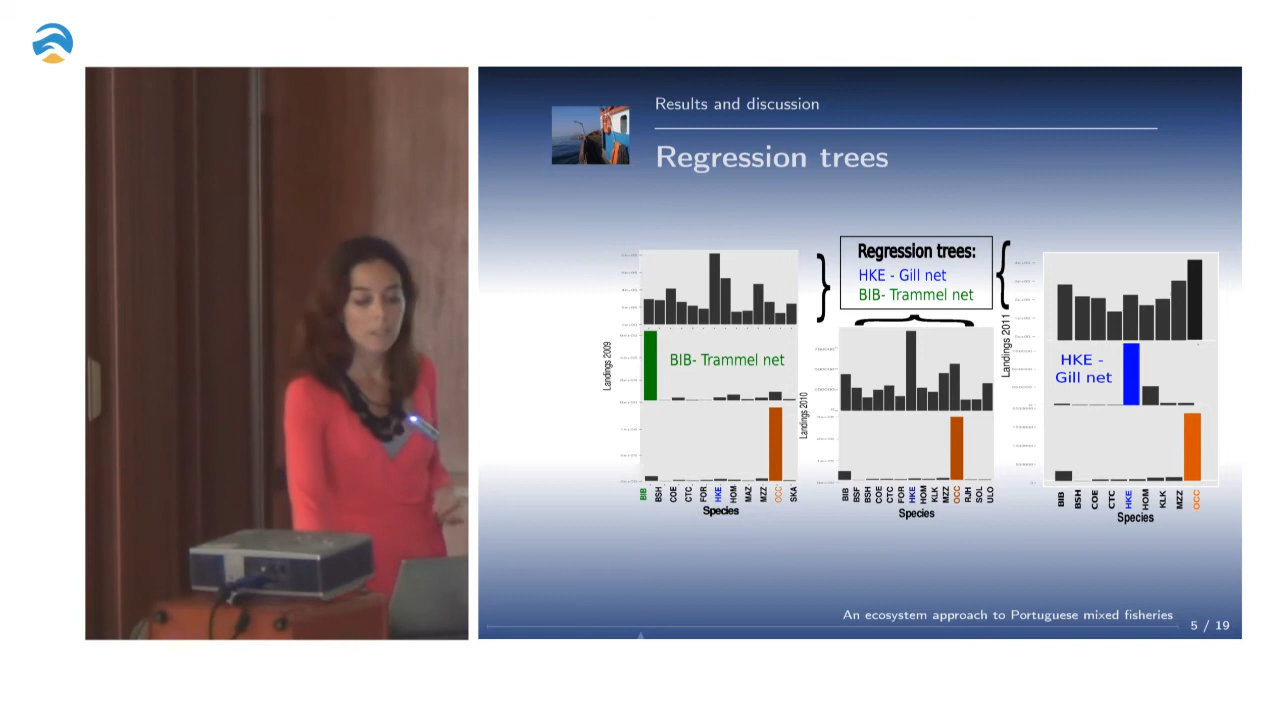 Results and discussion
Regression trees
Regression trees:
HKE - Gill net
BIB- Trammel net
Landings 2009
BIB- Trammel net
BIB
BSH
COE
CTC
FOR
HKE
HOM
MAZ
MZZ
OCC
SKA
Species
Landings 2010
BIB
BSF
BSH
COE
CTC
FOR
HKE
HOM
KLK
MZZ
OCC
RJH
SOL
ULO
Species
Landings 2011
HKE -
Gill net
BIB
BSH
COE
CTC
HKE
HOM
KLK
MZZ
OCC
Species
An ecosystem approach to Portuguese mixed fisheries
5 / 19